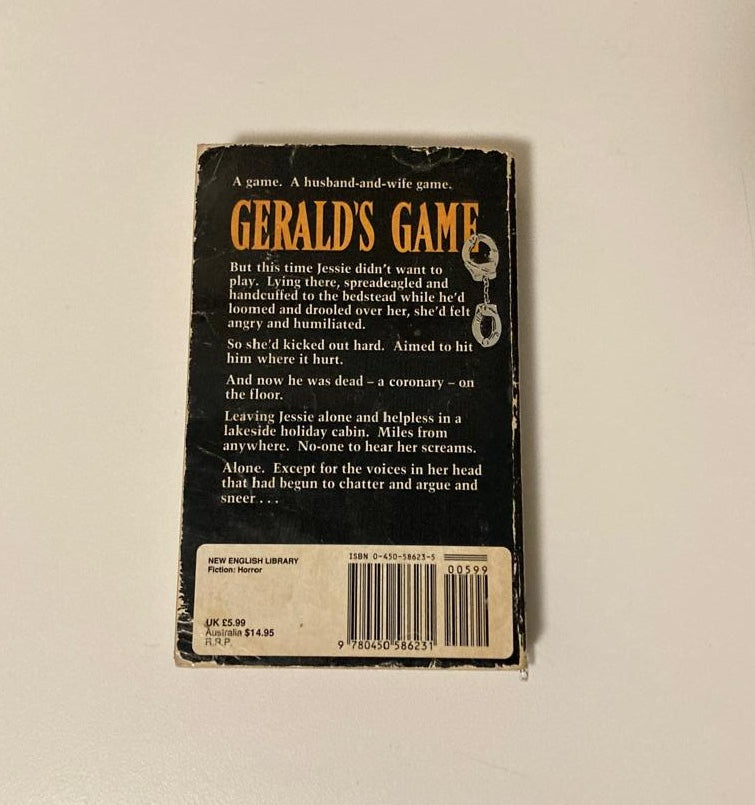 A game. A husband-and-wife game.
GERALD'S GAME
But this time Jessie didn't want to
play. Lying there, spreadeagled and
handcuffed to the bedstead while he'd
loomed and drooled over her, she'd felt
angry and humiliated.
So she'd kicked out hard. Aimed to hit
him where it hurt.
And now he was dead – a coronary – on
the floor.
Leaving Jessie alone and helpless in a
lakeside holiday cabin. Miles from
anywhere. No-one to hear her screams.
Alone. Except for the voices in her head
that had begun to chatter and argue and
sneer . . .
NEW ENGLISH LIBRARY
Fiction: Horror
UK £5.99
Australia $14.95
R.R.P.
ISBN 0-450-58623-5
00599
9 780450 586231